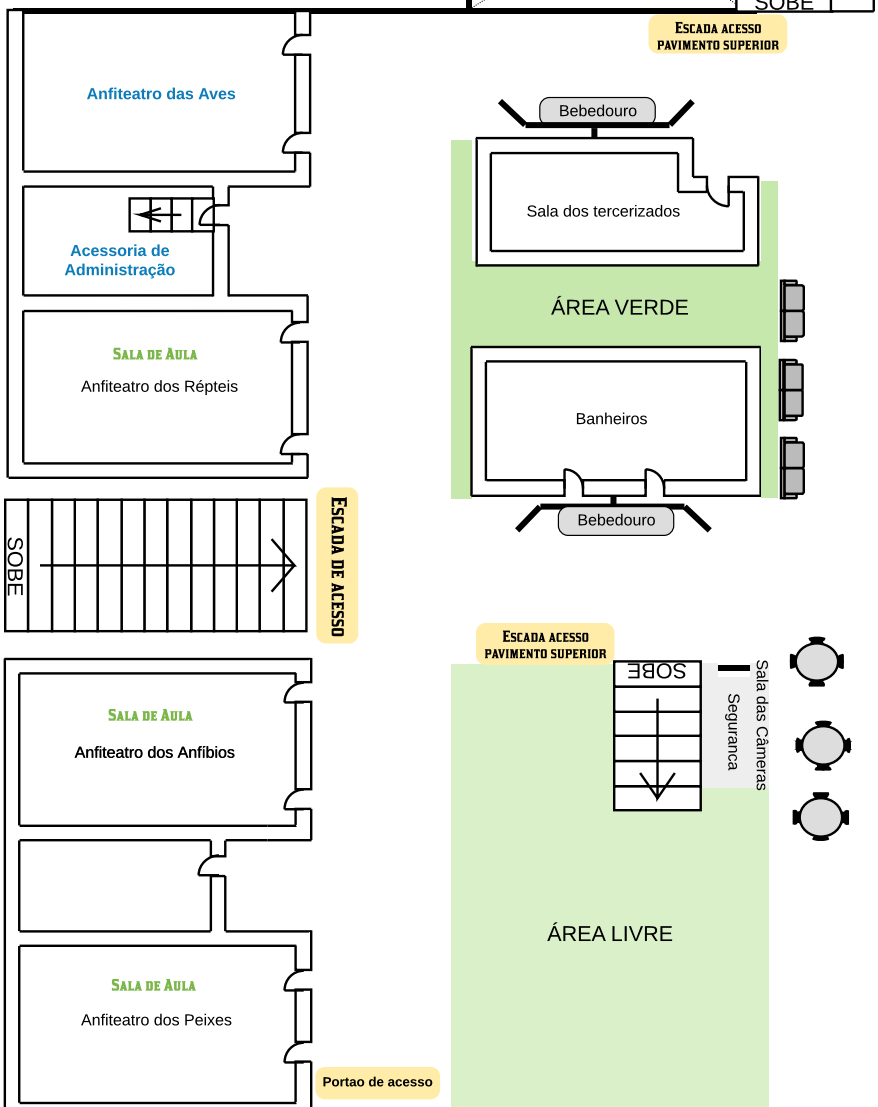 SOBE
ESCADA ACESSO
PAVIMENTO SUPERIOR
Anfiteatro das Aves
Bebedouro
Sala dos tercerizados
Acessoria de
Administração
ÁREA VERDE
SALA DE AULA
Anfiteatro dos Répteis
Banheiros
SOBE
ESCADA DE ACESSO
Bebedouro
ESCADA ACESSO
PAVIMENTO SUPERIOR
SOBE
Sala das Câmeras
Seguranca
SALA DE AULA
Anfiteatro dos Anfíbios
ÁREA LIVRE
SALA DE AULA
Anfiteatro dos Peixes
Portao de acesso